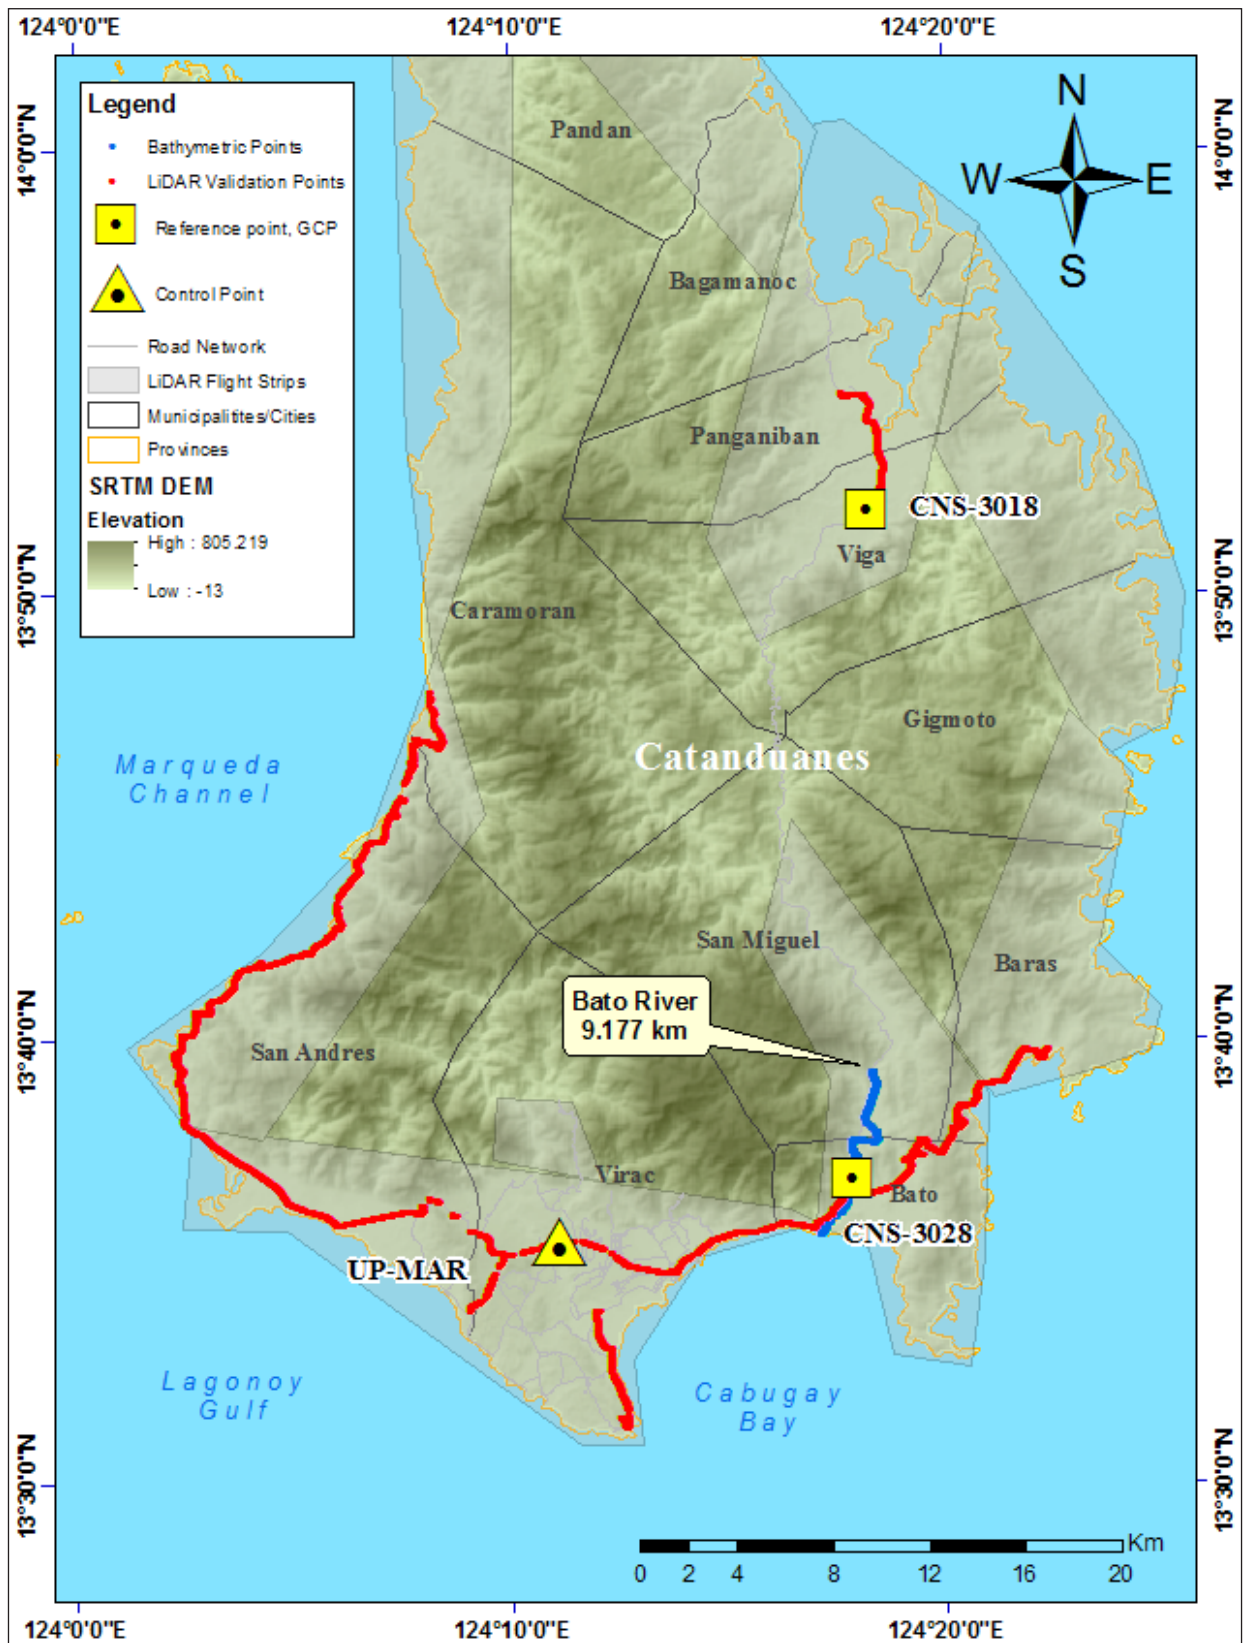 124°0'0"E
124°10'0"E
124°20'0"E
14°0'0"N
14°0'0"N
Legend
Bathymetric Points
LiDAR Validation Points
Reference point, GCP
Control Point
Road Network
LiDAR Flight Strips
Municipalitites/Cities
Provinces
SRTM DEM
Elevation
High : 805.219
Low : -13
N
W
E
S
Pandan
Bagamanoc
Panganiban
CNS-3018
Viga
13°50'0"N
13°50'0"N
Caramoran
Gigmoto
Catanduanes
Marqueda
Channel
San Miguel
Baras
Bato River
9.177 km
13°40'0"N
13°40'0"N
San Andres
Virac
Bato
CNS-3028
UP-MAR
Lagonoy
Gulf
Cabugay
Bay
13°30'0"N
13°30'0"N
Km
0 2 4 8 12 16 20
124°0'0"E
124°10'0"E
124°20'0"E